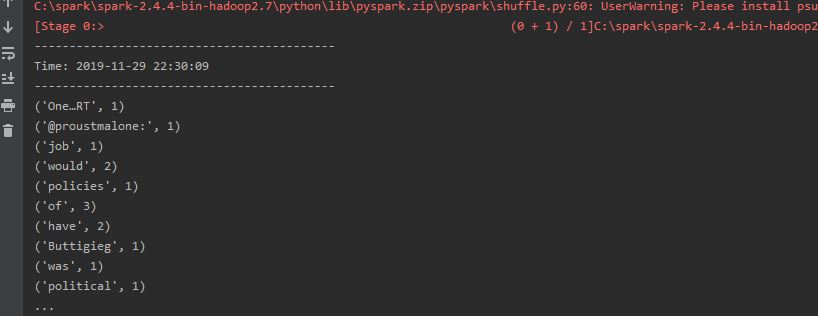 C:\spark\spark-2.4.4-bin-hadoop2.7\python\lib\pyspark.zip\pyspark\shuffle.py:60: UserWarning: Please install psu
[Stage 0:>                                                          (0 + 1) / 1]C:\spark\spark-2.4.4-bin-hadoop2
-------------------------------------------
Time: 2019-11-29 22:30:09
-------------------------------------------
('One…RT', 1)
('@proustmalone:', 1)
('job', 1)
('would', 2)
('policies', 1)
('of', 3)
('have', 2)
('Buttigieg', 1)
('was', 1)
('political', 1)
...